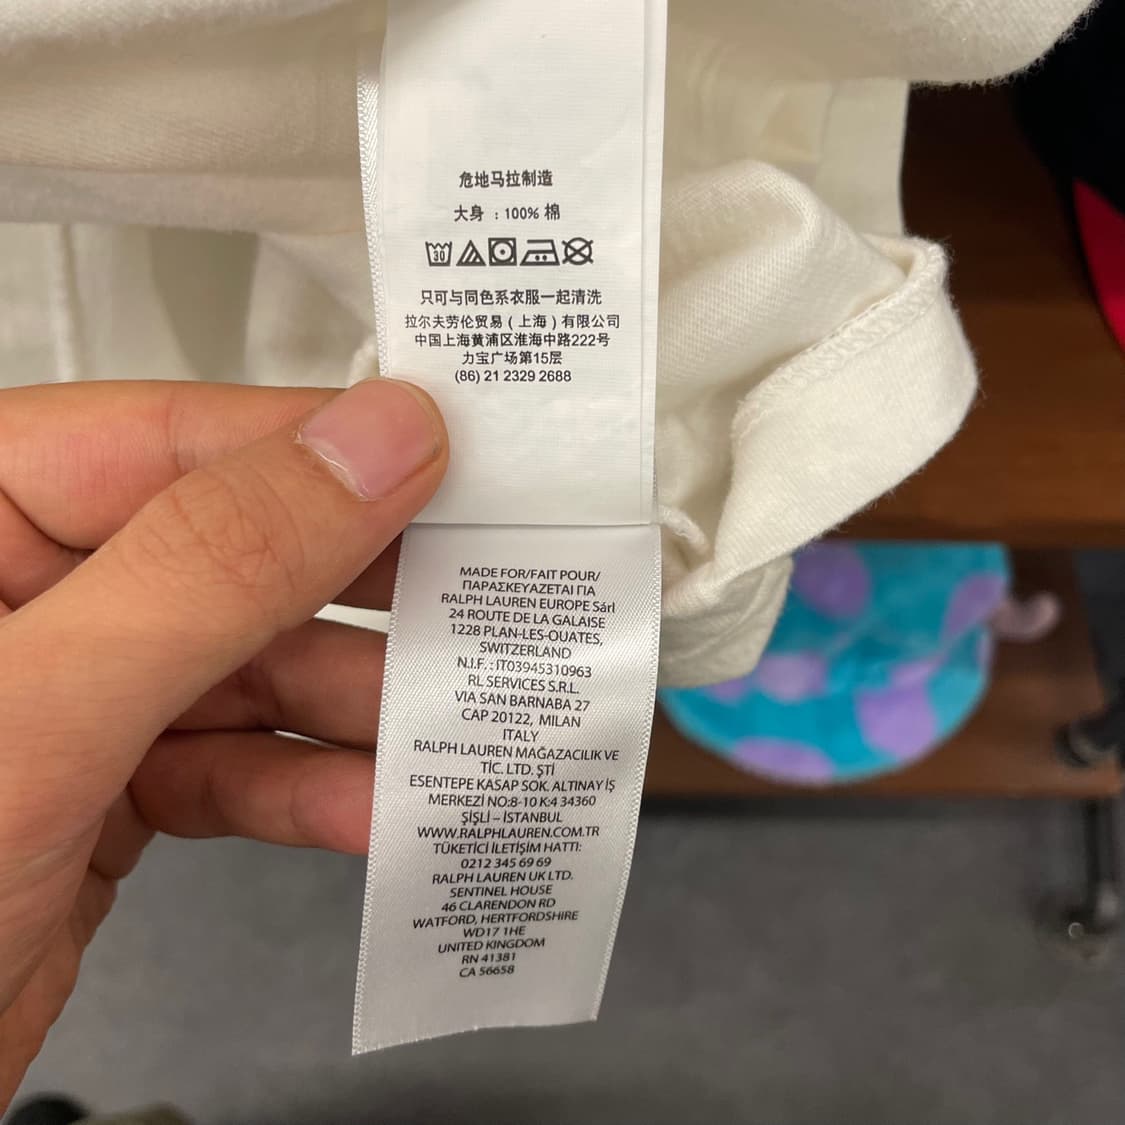 危地马拉制造
大身 : 100% 棉
30
只可与同色系衣服一起清洗
拉尔夫劳伦贸易 ( 上海 ) 有限公司
中国上海黄浦区淮海中路222号
力宝广场第15层
(86) 21 2329 2688
MADE FOR/FAIT POUR/
ΠΑΡΑΣΚΕΥΑΖΕΤΑΙ ΓΙΑ
RALPH LAUREN EUROPE Sárl
24 ROUTE DE LA GALAISE
1228 PLAN-LES-OUATES,
SWITZERLAND
N.I.F. : IT03945310963
RL SERVICES S.R.L.
VIA SAN BARNABA 27
CAP 20122, MILAN
ITALY
RALPH LAUREN MAĞAZACILIK VE
TİC. LTD. ŞTİ
ESENTEPE KASAP SOK. ALTINAY İŞ
MERKEZİ NO:8-10 K:4 34360
ŞİŞLİ – İSTANBUL
WWW.RALPHLAUREN.COM.TR
TÜKETİCİ İLETİŞİM HATTI:
0212 345 69 69
RALPH LAUREN UK LTD.
SENTINEL HOUSE
46 CLARENDON RD
WATFORD, HERTFORDSHIRE
WD17 1HE
UNITED KINGDOM
RN 41381
CA 56658